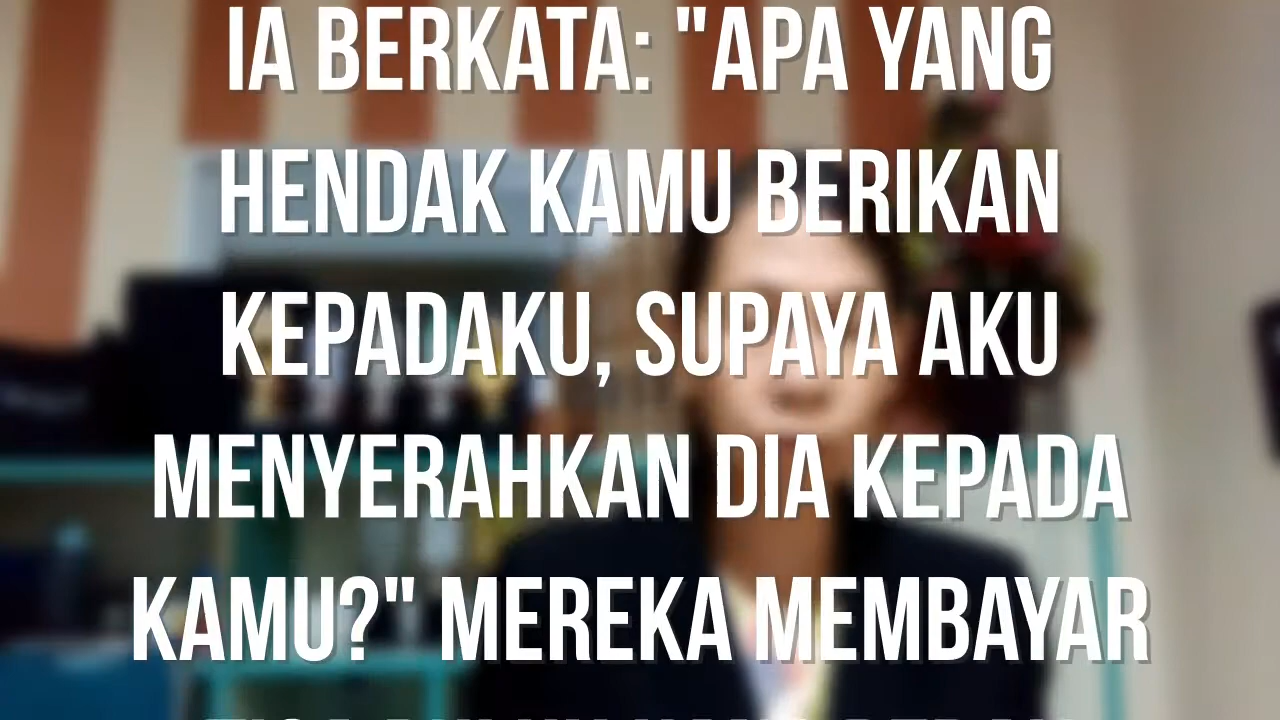 IA BERKATA: "APA YANG
HENDAK KAMU BERIKAN
KEPADAKU, SUPAYA AKU
MENYERAHKAN DIA KEPADA
KAMU?" MEREKA MEMBAYAR